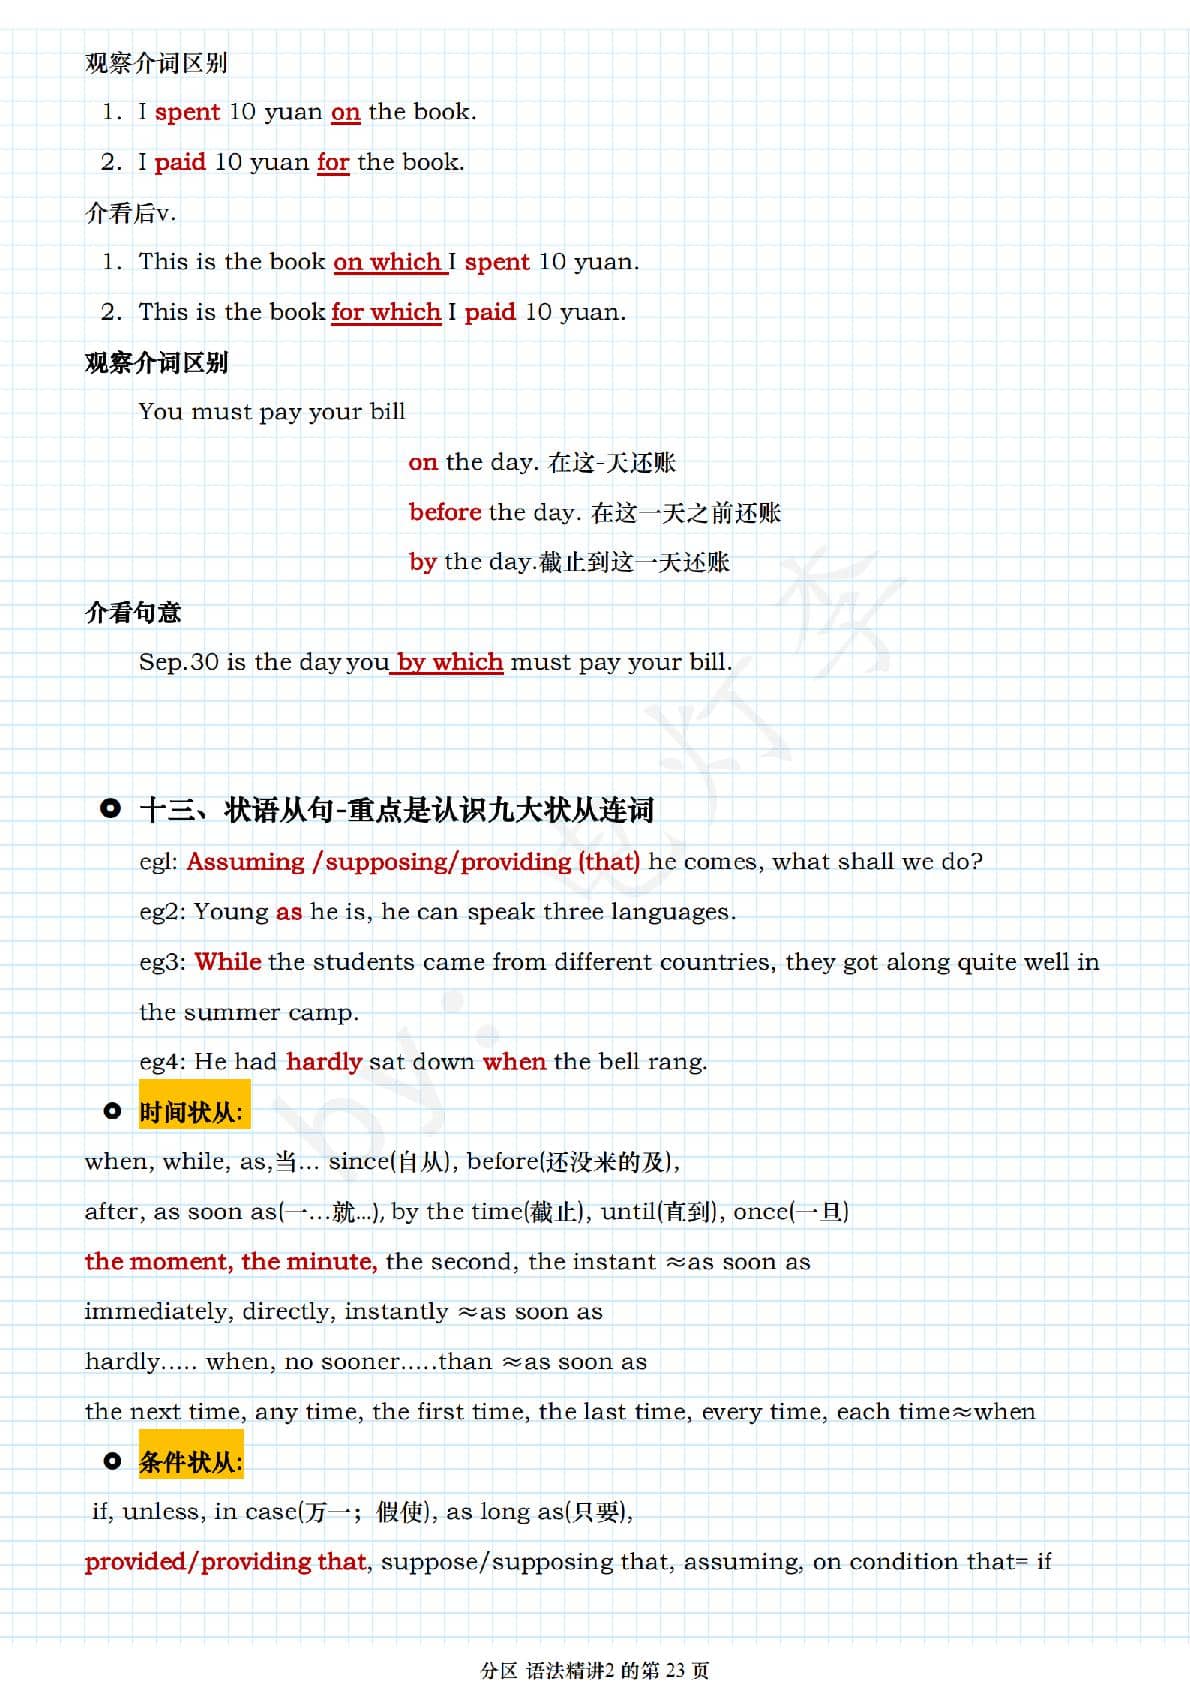 观察介词区别
1. I spent 10 yuan on the book.
2. I paid 10 yuan for the book.
介看后v.
1. This is the book on which I spent 10 yuan.
2. This is the book for which I paid 10 yuan.
观察介词区别
You must pay your bill
on the day. 在这-天还账
before the day. 在这一天之前还账
by the day.截止到这一天还账
介看句意
Sep.30 is the day you by which must pay your bill.
十三、状语从句-重点是认识九大状从连词
egl: Assuming /supposing/providing (that) he comes, what shall we do?
eg2: Young as he is, he can speak three languages.
eg3: While the students came from different countries, they got along quite well in
the summer camp.
eg4: He had hardly sat down when the bell rang.
时间状从:
when, while, as,当... since(自从), before(还没米的及),
after, as soon as(一...就...), by the time(截止), until(直到), once(一旦)
the moment, the minute, the second, the instant ≈as soon as
immediately, directly, instantly ≈as soon as
hardly..... when, no sooner.....than ≈as soon as
the next time, any time, the first time, the last time, every time, each time≈when
条件状从:
if, unless, in case(万一；假使), as long as(只要),
provided/providing that, suppose/supposing that, assuming, on condition that= if
by: 电灯李
分区 语法精讲2 的第 23 页